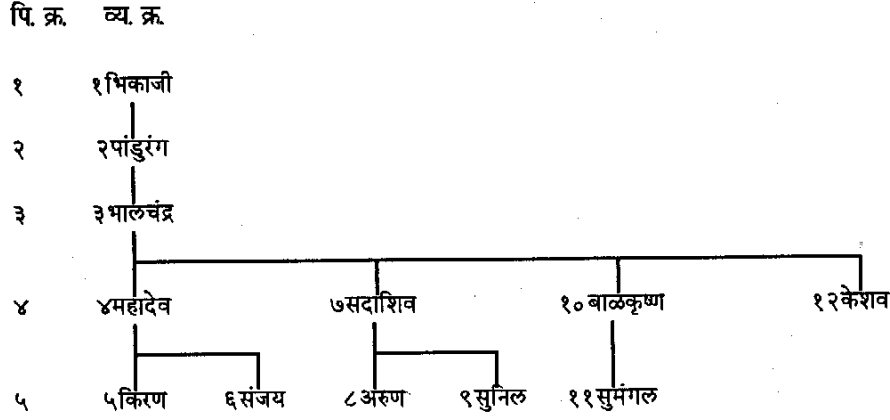 पि. क्र. व्य. क्र.
१ १भिकाजी
२ २पांडुरंग
३ ३भालचंद्र
४ ४महादेव ७सदाशिव १०बाळकृष्ण १२केशव
५ ५किरण ६संजय ८अरुण ९सुनिल ११सुमंगल